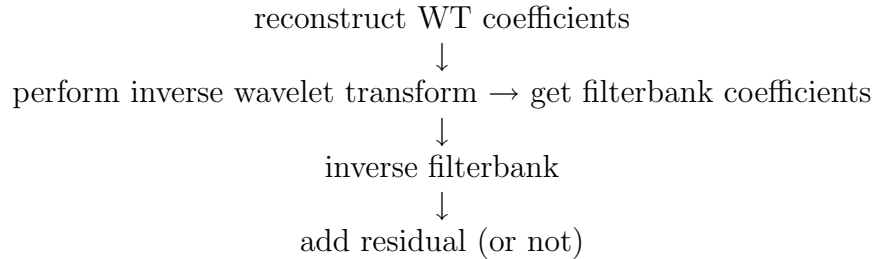 reconstruct WT coefficients
↓
perform inverse wavelet transform → get filterbank coefficients
↓
inverse filterbank
↓
add residual (or not)